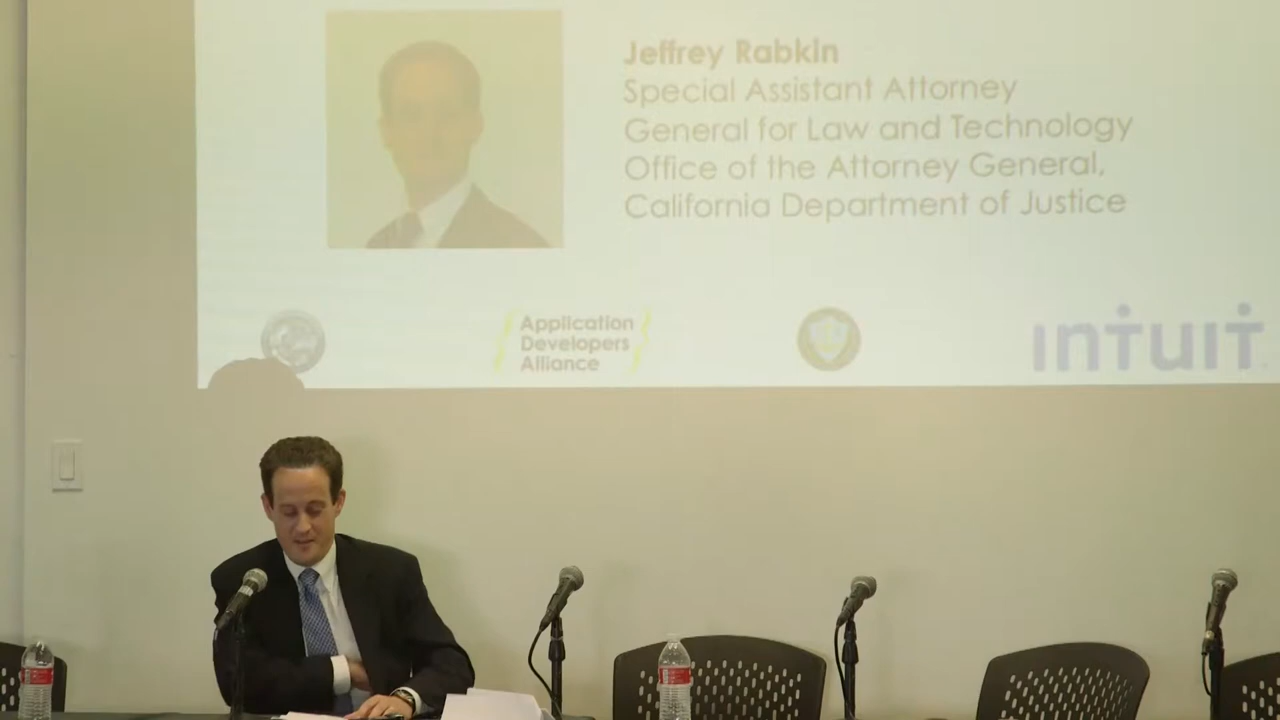 Jeffrey Rabkin
Special Assistant Attorney
General for Law and Technology
Office of the Attorney General,
California Department of Justice
Application
Developers
Alliance
INTUIT